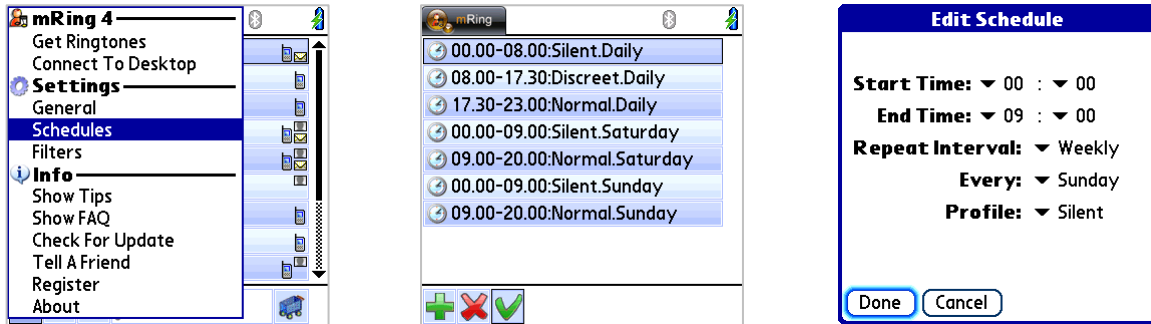 mRing 4
Get Ringtones
Connect To Desktop
Settings
General
Schedules
Filters
Info
Show Tips
Show FAQ
Check For Update
Tell A Friend
Register
About
mRing
00.00-08.00:Silent.Daily
08.00-17.30:Discreet.Daily
17.30-23.00:Normal.Daily
00.00-09.00:Silent.Saturday
09.00-20.00:Normal.Saturday
00.00-09.00:Silent.Sunday
09.00-20.00:Normal.Sunday
Edit Schedule
Start Time: 00 : 00
End Time: 09 : 00
Repeat Interval: Weekly
Every: Sunday
Profile: Silent
Done Cancel